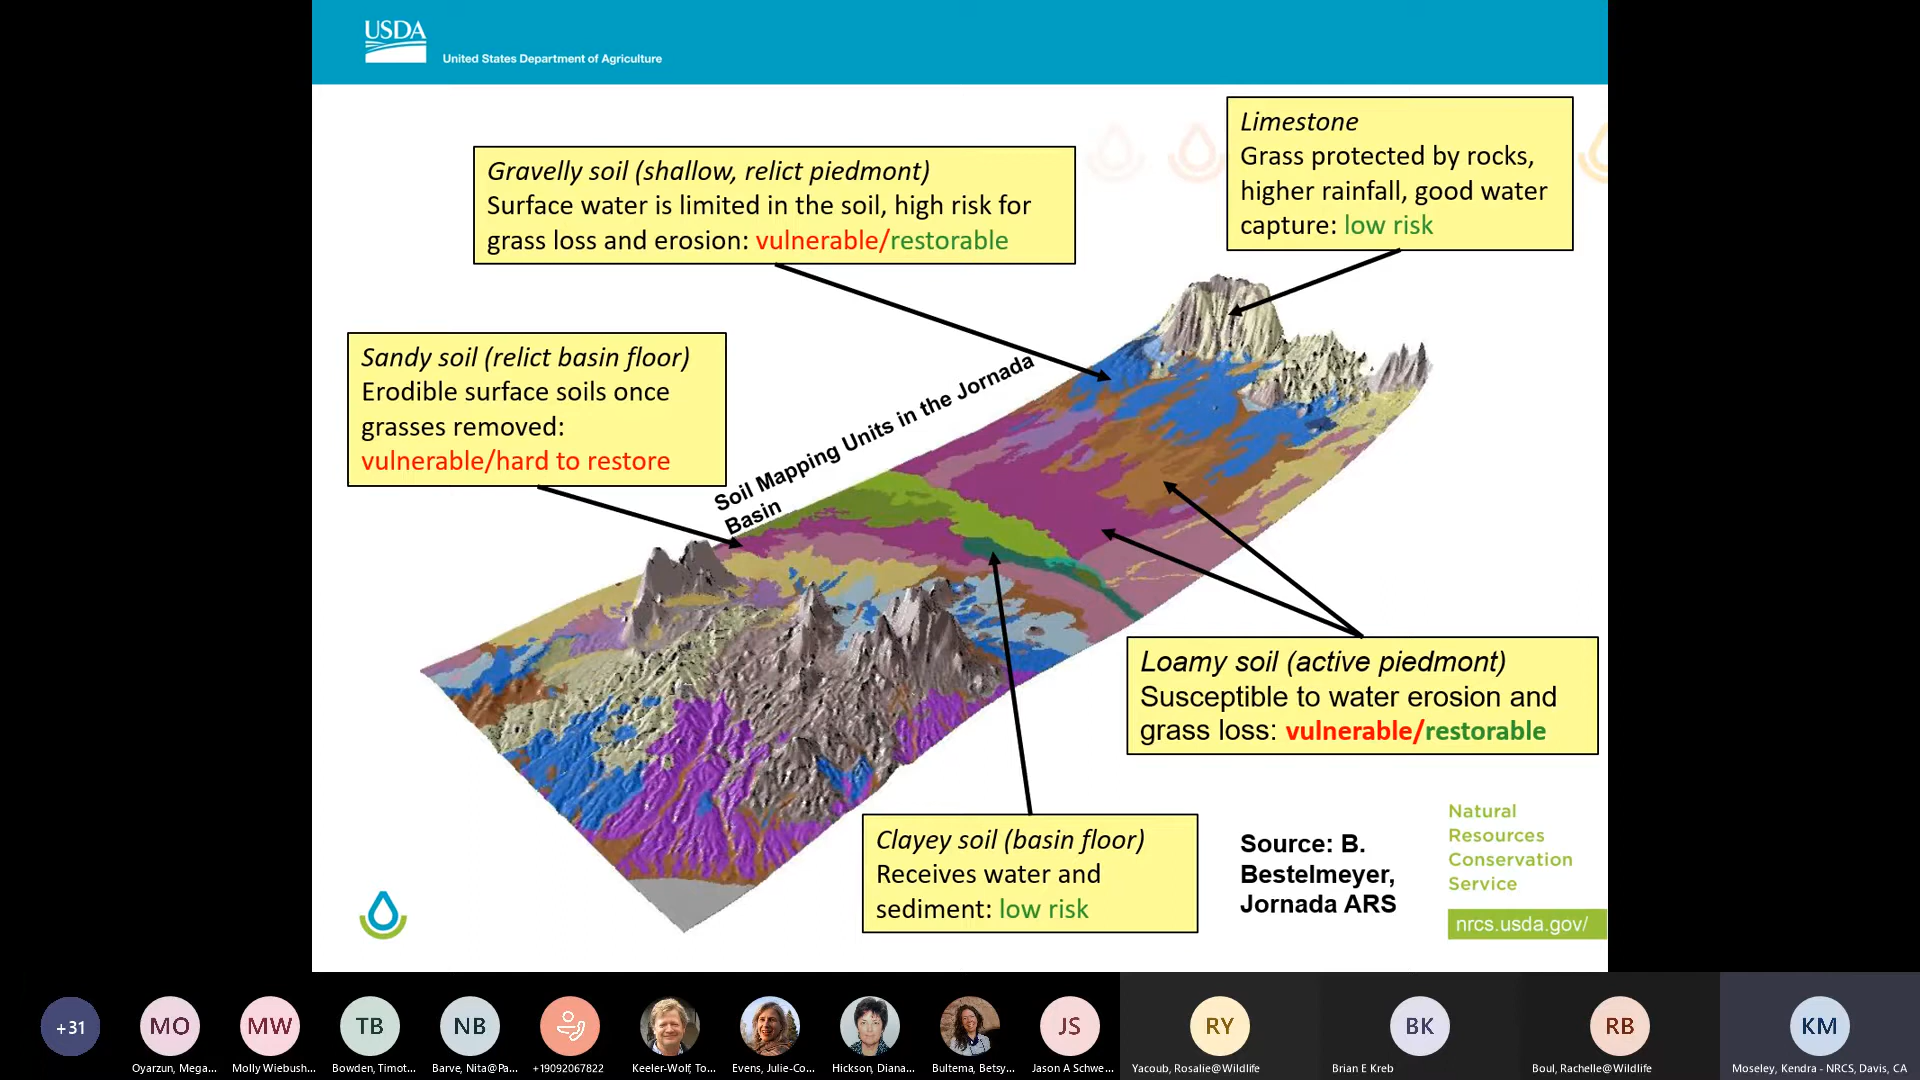 USDA
United States Department of Agriculture
Limestone
Grass protected by rocks,
higher rainfall, good water
capture: low risk
Gravelly soil (shallow, relict piedmont)
Surface water is limited in the soil, high risk for
grass loss and erosion: vulnerable/restorable
Sandy soil (relict basin floor)
Erodible surface soils once
grasses removed:
vulnerable/hard to restore
Soil Mapping Units in the Jornada
Basin
Loamy soil (active piedmont)
Susceptible to water erosion and
grass loss: vulnerable/restorable
Clayey soil (basin floor)
Receives water and
sediment: low risk
Source: B.
Bestelmeyer,
Jornada ARS
Natural
Resources
Conservation
Service
nrcs.usda.gov/
+31
MO
MW
TB
NB
JS
RY
BK
RB
KM
Oyarzun, Mega...
Molly Wiebush...
Bowden, Timot...
Barve, Nita@Pa...
+19092067822
Keeler-Wolf, To...
Evens, Julie-Co...
Hickson, Diana...
Bultema, Betsy...
Jason A Schwe...
Yacoub, Rosalie@Wildlife
Brian E Kreb
Boul, Rachelle@Wildlife
Moseley, Kendra - NRCS, Davis, CA